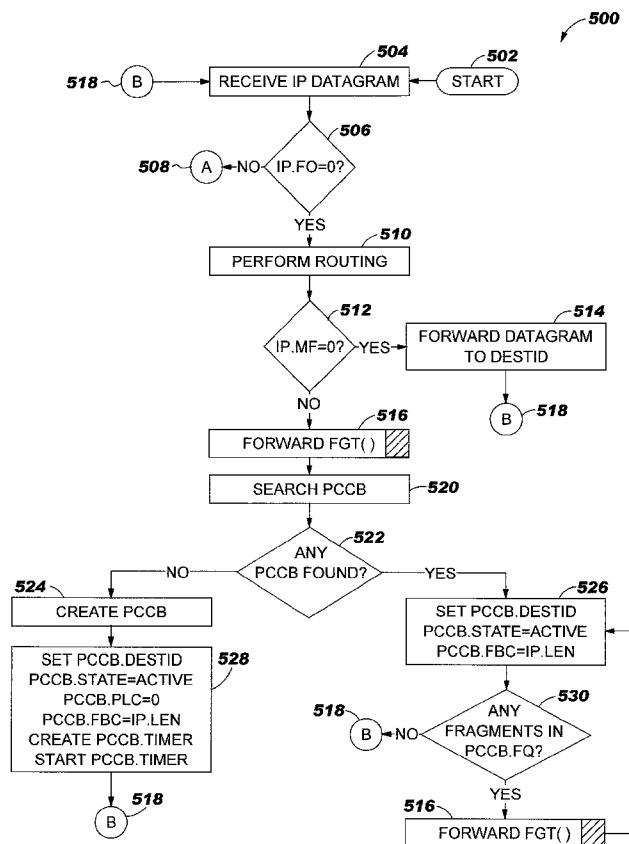 500
504
502
518
B
RECEIVE IP DATAGRAM
START
506
508
A
NO
IP.FO=0?
YES
510
PERFORM ROUTING
512
514
IP.MF=0?
YES
FORWARD DATAGRAM
TO DESTID
NO
516
B
518
FORWARD FGT( )
SEARCH PCCB
520
522
ANY
PCCB FOUND?
NO
YES
524
526
CREATE PCCB
SET PCCB.DESTID
PCCB.STATE=ACTIVE
PCCB.FBC=IP.LEN
SET PCCB.DESTID
PCCB.STATE=ACTIVE
PCCB.PLC=0
PCCB.FBC=IP.LEN
CREATE PCCB.TIMER
START PCCB.TIMER
528
530
518
B
NO
ANY
FRAGMENTS IN
PCCB.FQ?
YES
B
518
516
FORWARD FGT( )